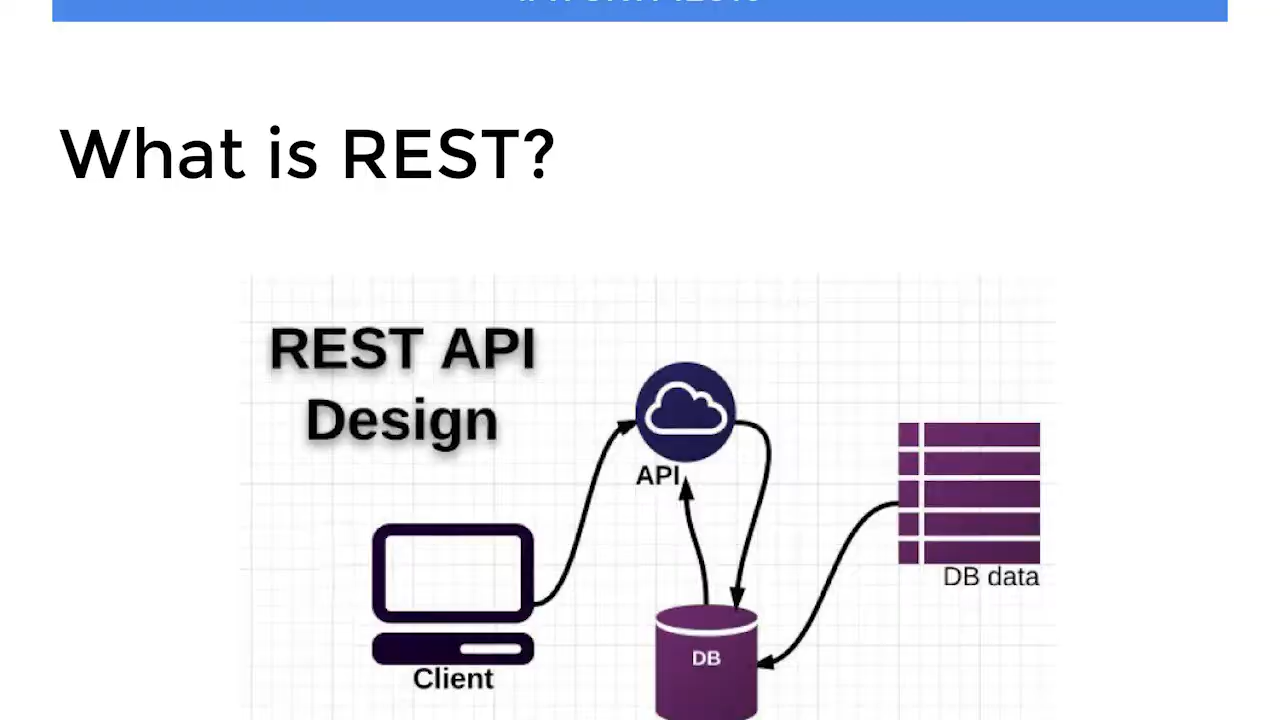 What is REST?
REST API
Design
API
DB data
DB
Client